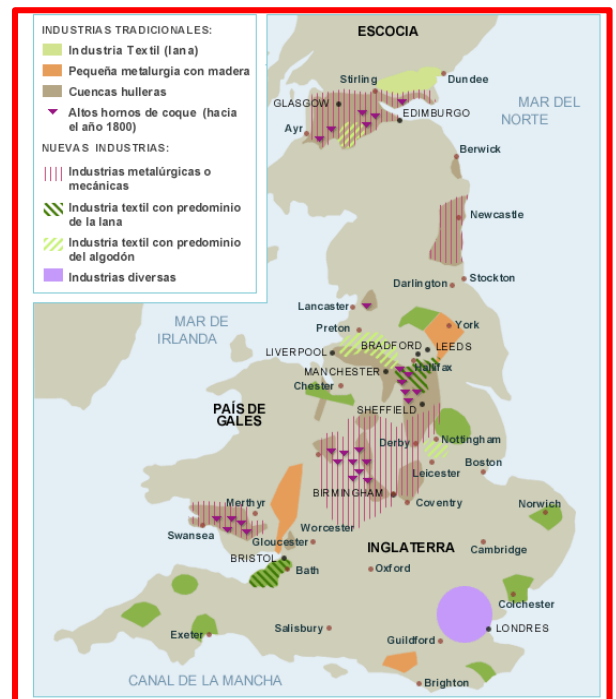 INDUSTRIAS TRADICIONALES:
Industria Textil (lana)
Pequeña metalurgia con madera
Cuencas hulleras
Altos hornos de coque (hacia
el año 1800)
NUEVAS INDUSTRIAS:
Industrias metalúrgicas o
mecánicas
Industria textil con predominio
de la lana
Industria textil con predominio
del algodón
Industrias diversas
ESCOCIA
Stirling
Dundee
GLASGOW
EDIMBURGO
MAR DEL
NORTE
Ayr
Berwick
Newcastle
Stockton
Darlington
Lancaster
MAR DE
IRLANDA
Preton
York
BRADFORD
LEEDS
LIVERPOOL
Halifax
MANCHESTER
Chester
SHEFFIELD
PAÍS DE
GALES
Derby
Nottingham
Leicester
Boston
BIRMINGHAM
Coventry
Norwich
Merthyr
Worcester
Swansea
Gloucester
INGLATERRA
Cambridge
BRISTOL
Bath
Oxford
Colchester
Exeter
Salisbury
Guildford
LONDRES
Brighton
CANAL DE LA MANCHA